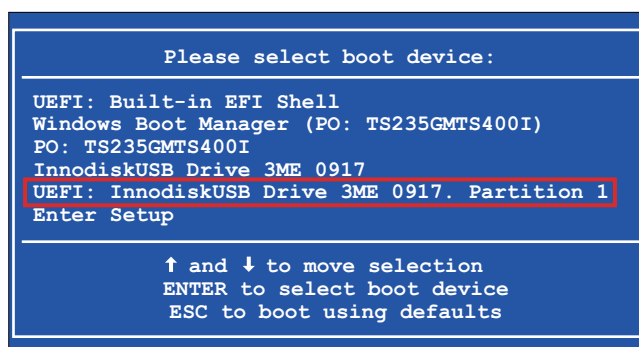 Please select boot device:
UEFI: Built-in EFI Shell
Windows Boot Manager (PO: TS235GMTS400I)
PO: TS235GMTS400I
InnodiskUSB Drive 3ME 0917
UEFI: InnodiskUSB Drive 3ME 0917. Partition 1
Enter Setup
↑ and ↓ to move selection
ENTER to select boot device
ESC to boot using defaults